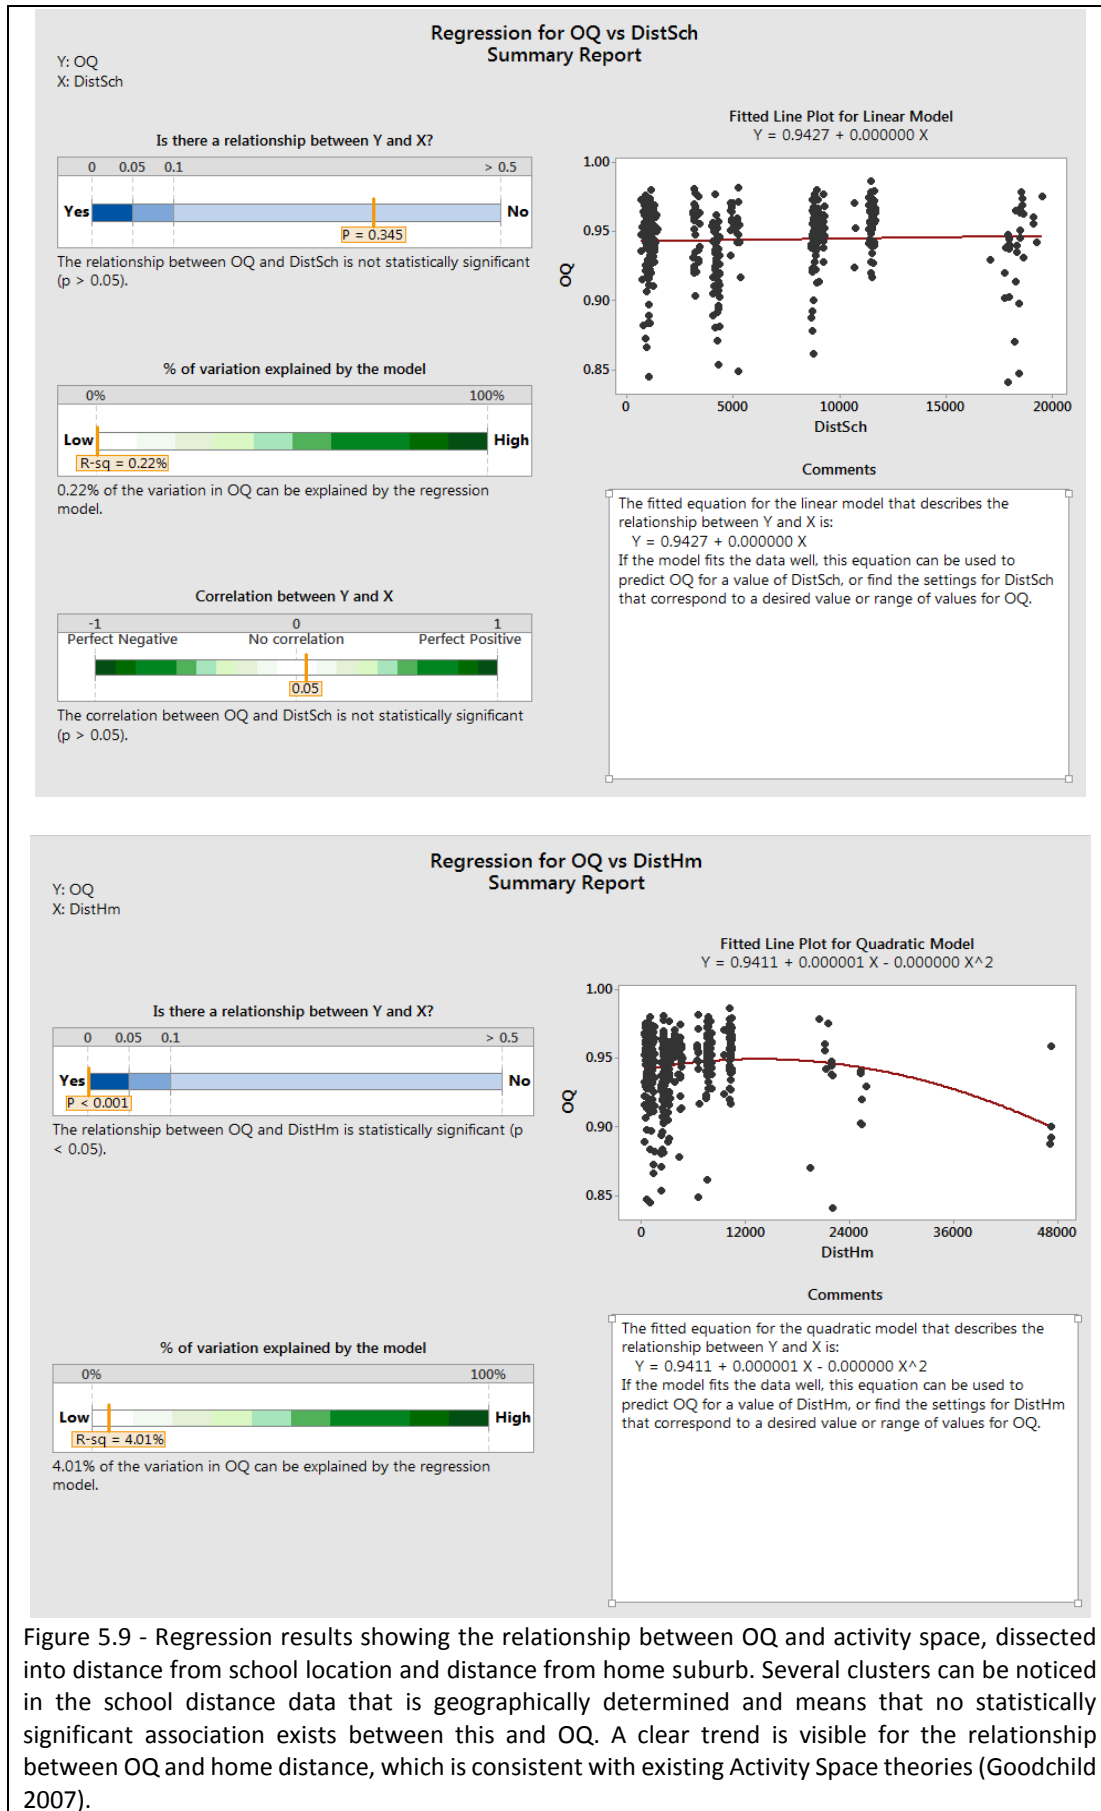 Regression for OQ vs DistSch
Summary Report
Y: OQ
X: DistSch
Is there a relationship between Y and X?
0 0.05 0.1 > 0.5
Yes No
P = 0.345
The relationship between OQ and DistSch is not statistically significant
(p > 0.05).
% of variation explained by the model
0% 100%
Low High
R-sq = 0.22%
0.22% of the variation in OQ can be explained by the regression
model.
Correlation between Y and X
-1 0 1
Perfect Negative No correlation Perfect Positive
0.05
The correlation between OQ and DistSch is not statistically significant
(p > 0.05).
Fitted Line Plot for Linear Model
Y = 0.9427 + 0.000000 X
1.00
0.95
0.90
0.85
OQ
0 5000 10000 15000 20000
DistSch
Comments
The fitted equation for the linear model that describes the
relationship between Y and X is:
Y = 0.9427 + 0.000000 X
If the model fits the data well, this equation can be used to
predict OQ for a value of DistSch, or find the settings for DistSch
that correspond to a desired value or range of values for OQ.
Regression for OQ vs DistHm
Summary Report
Y: OQ
X: DistHm
Is there a relationship between Y and X?
0 0.05 0.1 > 0.5
Yes No
P < 0.001
The relationship between OQ and DistHm is statistically significant (p
< 0.05).
% of variation explained by the model
0% 100%
Low High
R-sq = 4.01%
4.01% of the variation in OQ can be explained by the regression
model.
Fitted Line Plot for Quadratic Model
Y = 0.9411 + 0.000001 X - 0.000000 X^2
1.00
0.95
0.90
0.85
OQ
0 12000 24000 36000 48000
DistHm
Comments
The fitted equation for the quadratic model that describes the
relationship between Y and X is:
Y = 0.9411 + 0.000001 X - 0.000000 X^2
If the model fits the data well, this equation can be used to
predict OQ for a value of DistHm, or find the settings for DistHm
that correspond to a desired value or range of values for OQ.
Figure 5.9 - Regression results showing the relationship between OQ and activity space, dissected
into distance from school location and distance from home suburb. Several clusters can be noticed
in the school distance data that is geographically determined and means that no statistically
significant association exists between this and OQ. A clear trend is visible for the relationship
between OQ and home distance, which is consistent with existing Activity Space theories (Goodchild
2007).